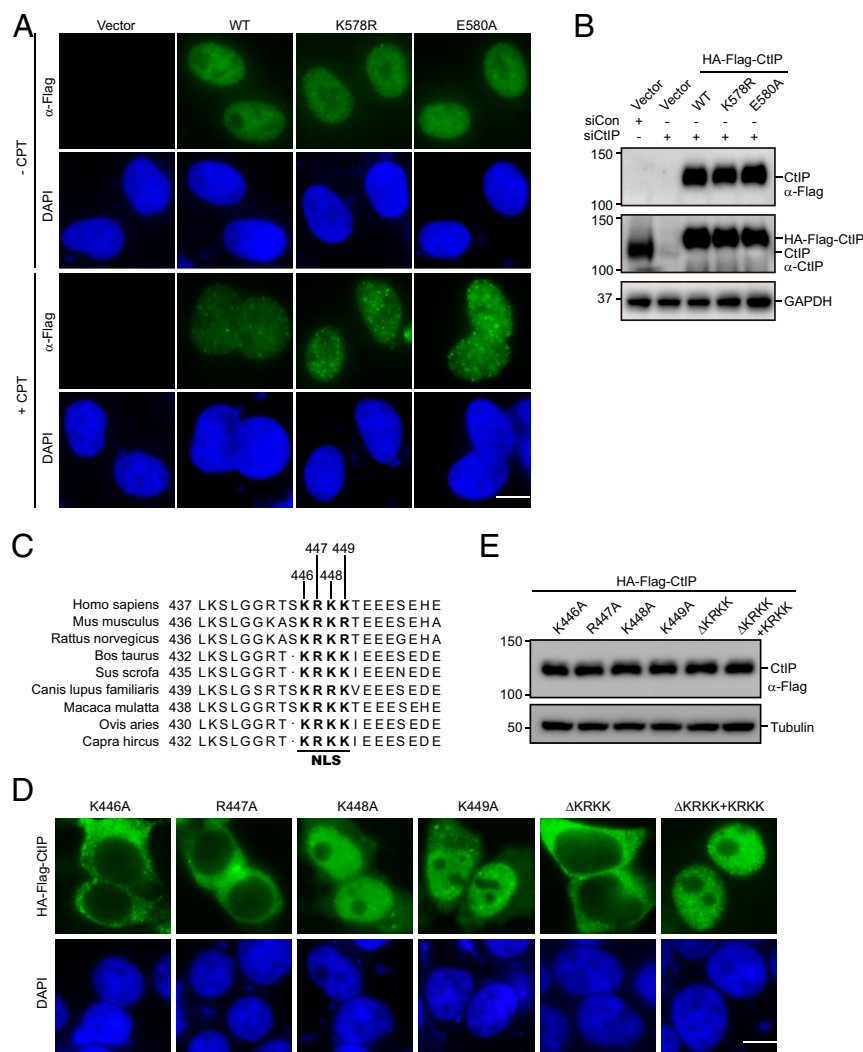 A
Vector WT K578R E580A
- CPT
α-Flag
DAPI
+ CPT
α-Flag
DAPI
B
HA-Flag-CtIP
Vector Vector WT K578R E580A
siCon + - - - -
siCtIP - + + + +
150
CtIP
α-Flag
100
150
HA-Flag-CtIP
CtIP
α-CtIP
100
37
GAPDH
C
447 449
446 448
Homo sapiens 437 LKSLGGRTSKRKKTEEESEHE
Mus musculus 436 LKSLGGKASKRKRTEEESEHA
Rattus norvegicus 436 LKSLGGKASKRKRTEEEGEHA
Bos taurus 432 LKSLGGRT·KRKKIEEESEDE
Sus scrofa 435 LKSLGGRT·KRKKIEEENEDE
Canis lupus familiaris 439 LKSLGSRTSKRRKVEEESEDE
Macaca mulatta 438 LKSLGGRTSKRKKTEEESEHE
Ovis aries 430 LKSLGGRT·KRKKIEEESEDE
Capra hircus 432 LKSLGGRT·KRKKIEEESEDE
NLS
E
HA-Flag-CtIP
K446A R447A K448A K449A ΔKRKK ΔKRKK
+KRKK
150
CtIP
α-Flag
100
50
Tubulin
D
K446A R447A K448A K449A ΔKRKK ΔKRKK+KRKK
HA-Flag-CtIP
DAPI